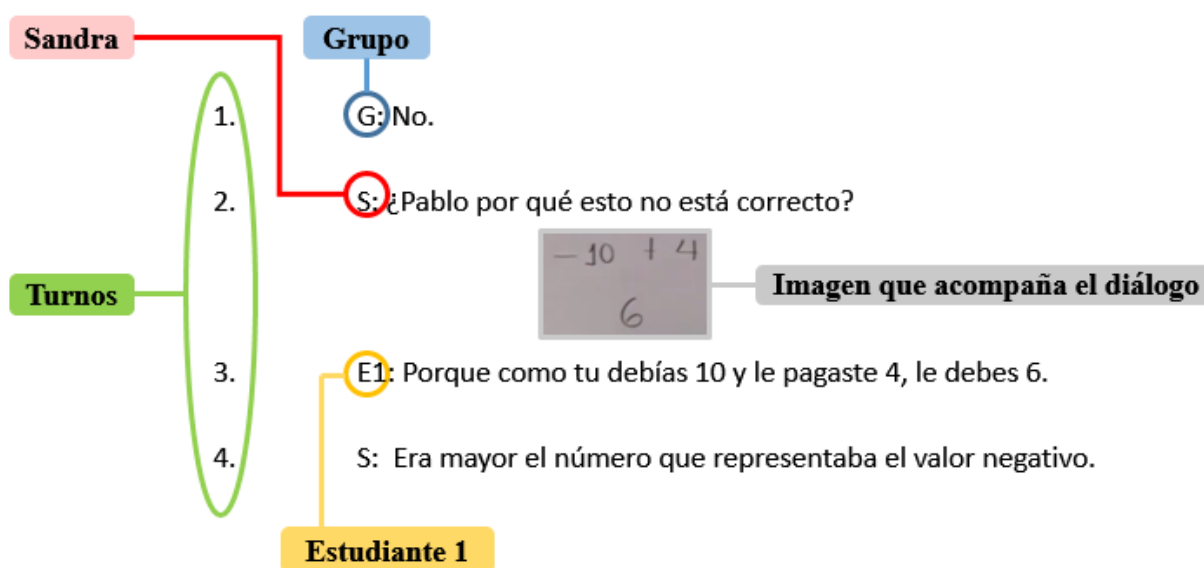 Sandra
Grupo
1. G: No.
2. S: ¿Pablo por qué esto no está correcto?
− 10 + 4
6
Imagen que acompaña el diálogo
Turnos
3. E1: Porque como tu debías 10 y le pagaste 4, le debes 6.
4. S: Era mayor el número que representaba el valor negativo.
Estudiante 1